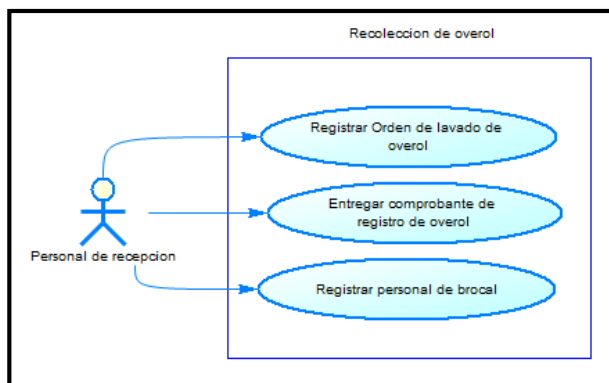 Recoleccion de overol
Registrar Orden de lavado de
overol
Entregar comprobante de
registro de overol
Personal de recepcion
Registrar personal de brocal